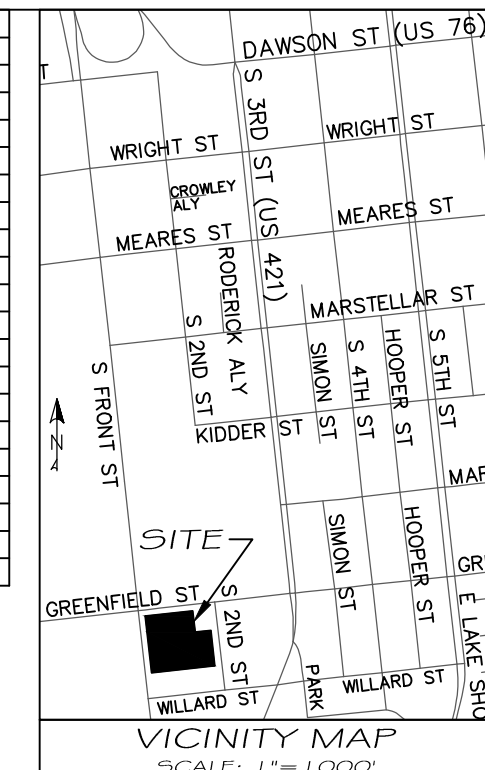 DAWSON ST (US 76)
T
S 3RD ST (US 421)
WRIGHT ST
WRIGHT ST
CROWLEY
ALY
MEARES ST
MEARES ST
RODERICK ALY
MARSTELLAR ST
S 2ND ST
S FRONT ST
SIMON ST
S 4TH ST
HOOPER ST
S 5TH ST
KIDDER ST
N
MAR
SITE
SIMON ST
HOOPER ST
GR
GREENFIELD ST
S 2ND ST
E LAKE SHO
PARK
WILLARD ST
WILLARD ST
VICINITY MAP
SCALE: 1"= 1000'